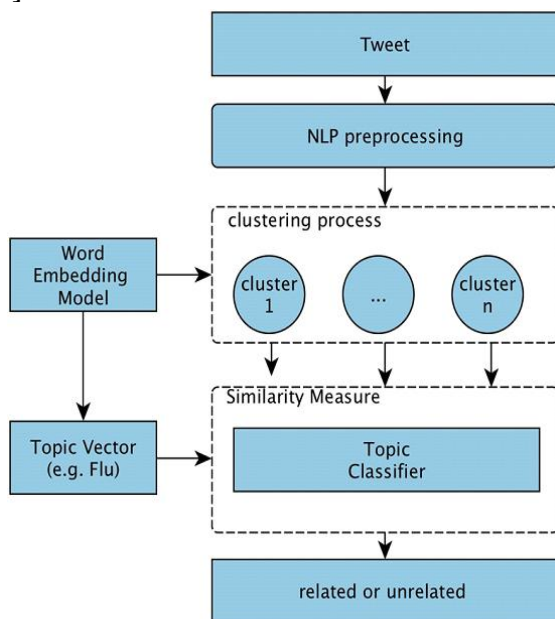 Tweet
NLP preprocessing
clustering process
Word
Embedding
Model
cluster
1
...
cluster
n
Similarity Measure
Topic Vector
(e.g. Flu)
Topic
Classifier
related or unrelated